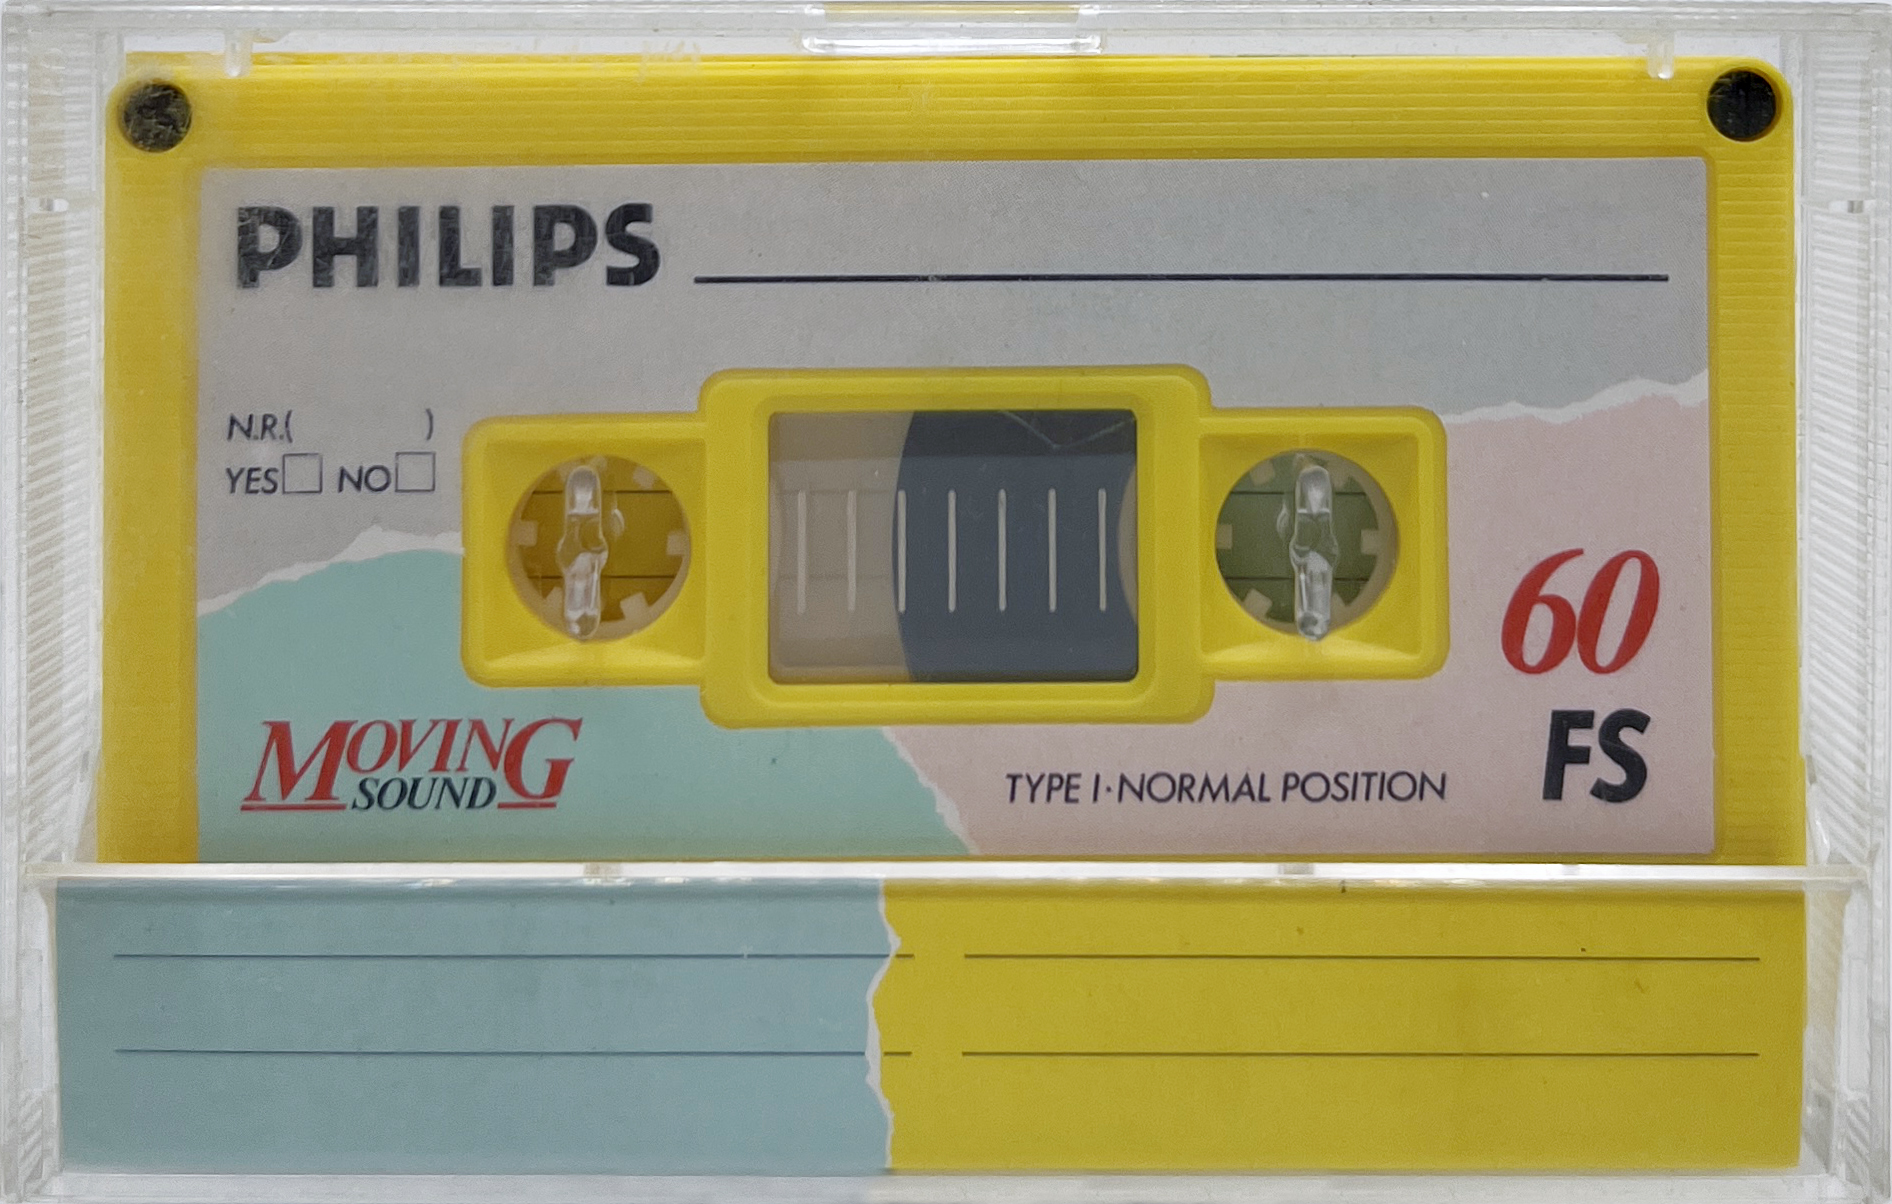 PHILIPS
N.R.( )
YES NO
60
FS
MOVING
SOUND
TYPE I·NORMAL POSITION